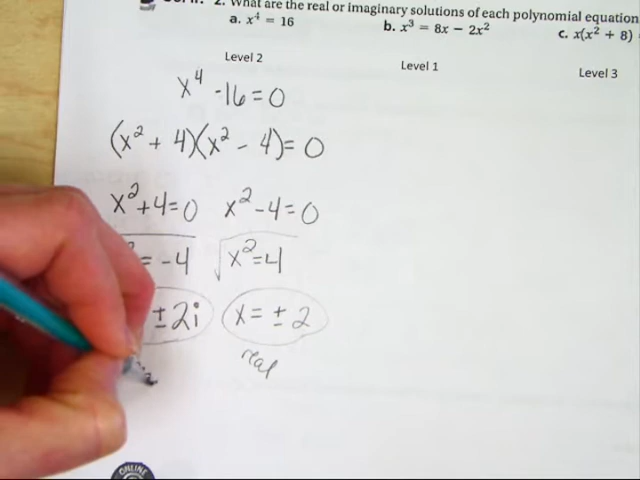 2. What are the real or imaginary solutions of each polynomial equation
a. x⁴ = 16 b. x³ = 8x − 2x² c. x(x² + 8)
Level 2 Level 1 Level 3
x⁴ - 16 = 0
(x² + 4)(x² - 4) = 0
x² + 4 = 0 x² - 4 = 0
= -4 √x² = 4
± 2i x = ± 2
real
ONLINE